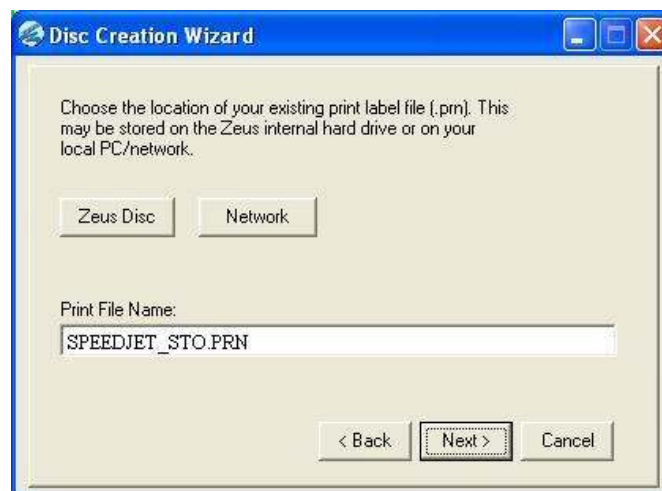 Disc Creation Wizard
Choose the location of your existing print label file (.prn). This
may be stored on the Zeus internal hard drive or on your
local PC/network.
Zeus Disc
Network
Print File Name:
SPEEDJET_STO.PRN
< Back
Next >
Cancel